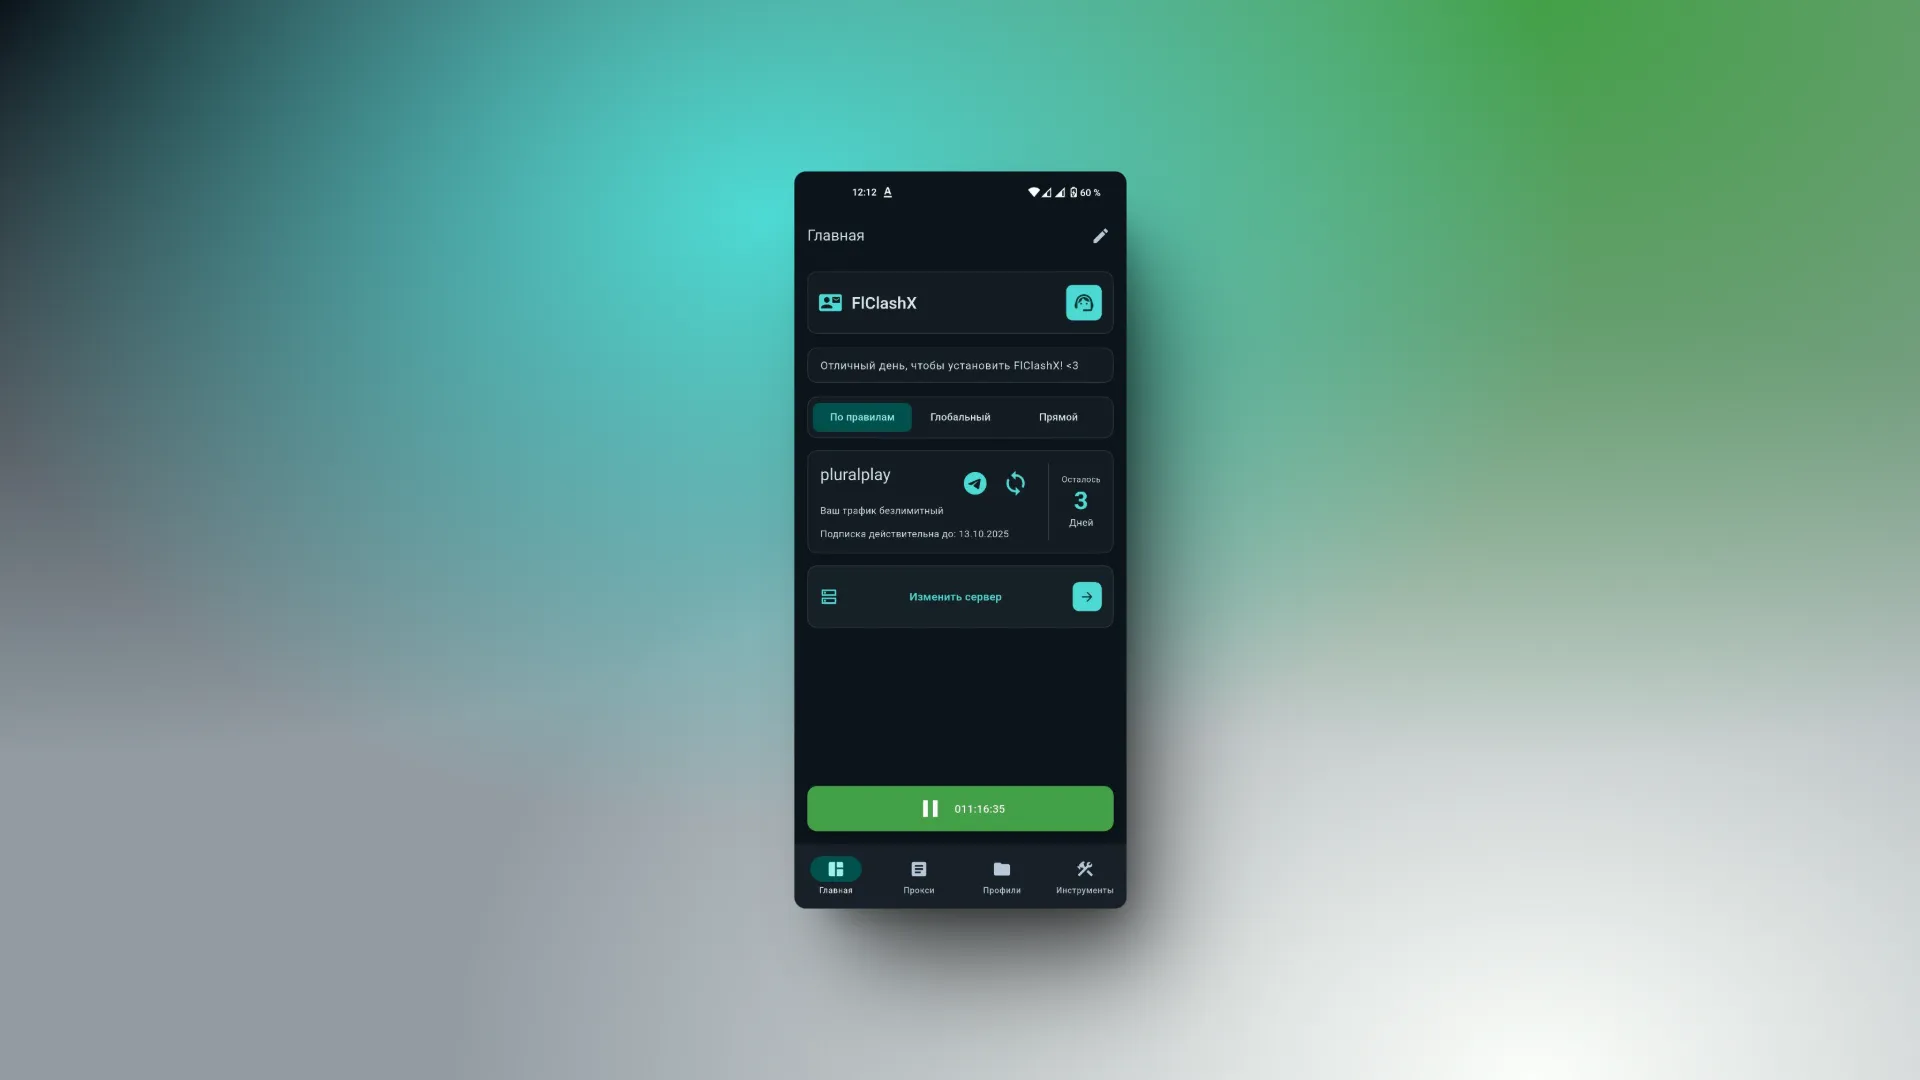 12:12 A 60 %
Главная
FlClashX
Отличный день, чтобы установить FlClashX! <3
По правилам Глобальный Прямой
pluralplay
Ваш трафик безлимитный
Подписка действительна до: 13.10.2025
Осталось
3
Дней
Изменить сервер
011:16:35
Главная Прокси Профили Инструменты